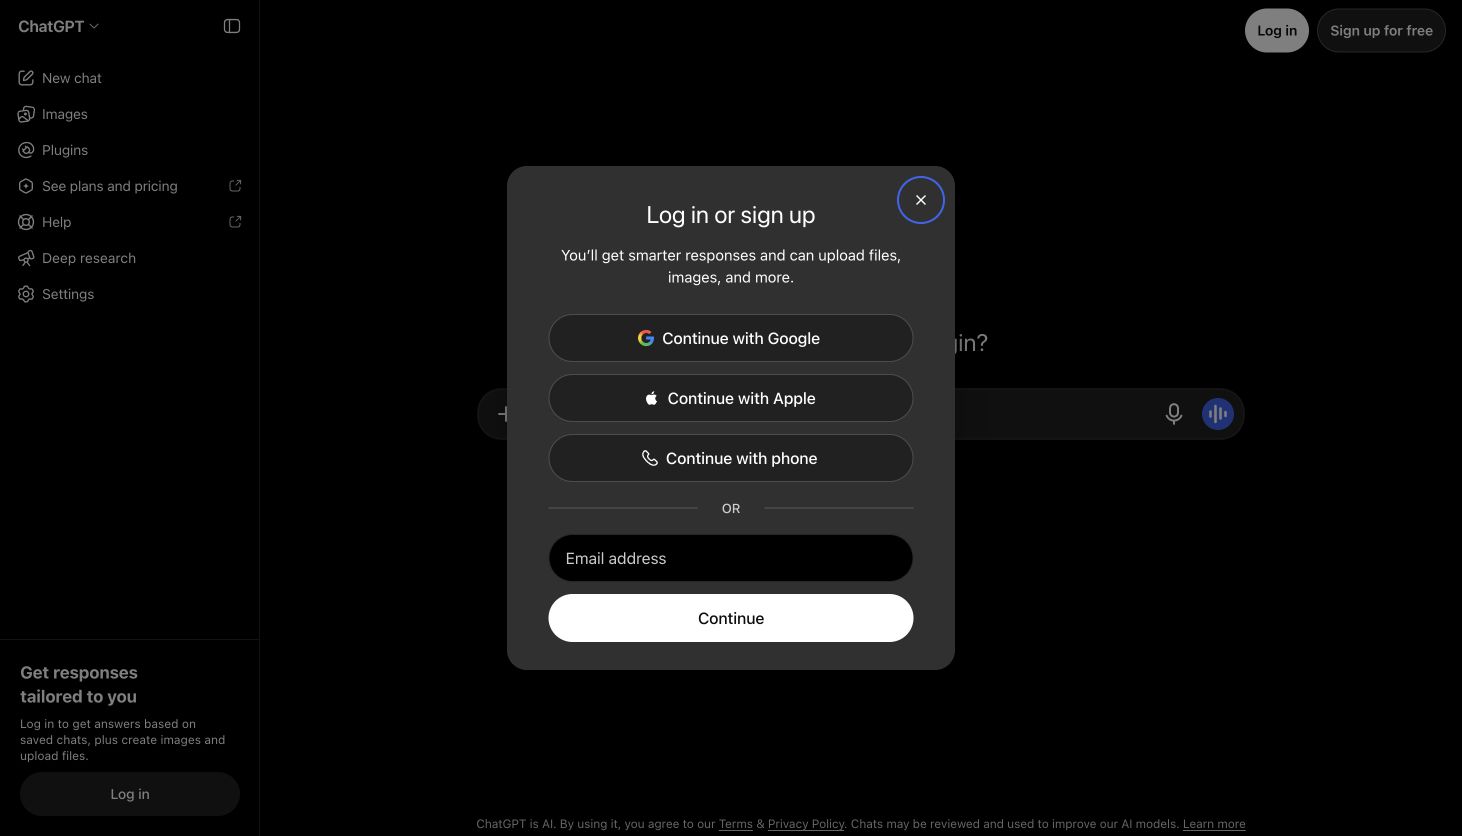 ChatGPT
New chat
Images
Plugins
See plans and pricing
Help
Deep research
Settings
Get responses
tailored to you
Log in to get answers based on
saved chats, plus create images and
upload files.
Log in
Log in
Sign up for free
Log in or sign up
You’ll get smarter responses and can upload files,
images, and more.
Continue with Google
Continue with Apple
Continue with phone
OR
Email address
Continue
ChatGPT is AI. By using it, you agree to our Terms & Privacy Policy. Chats may be reviewed and used to improve our AI models. Learn more